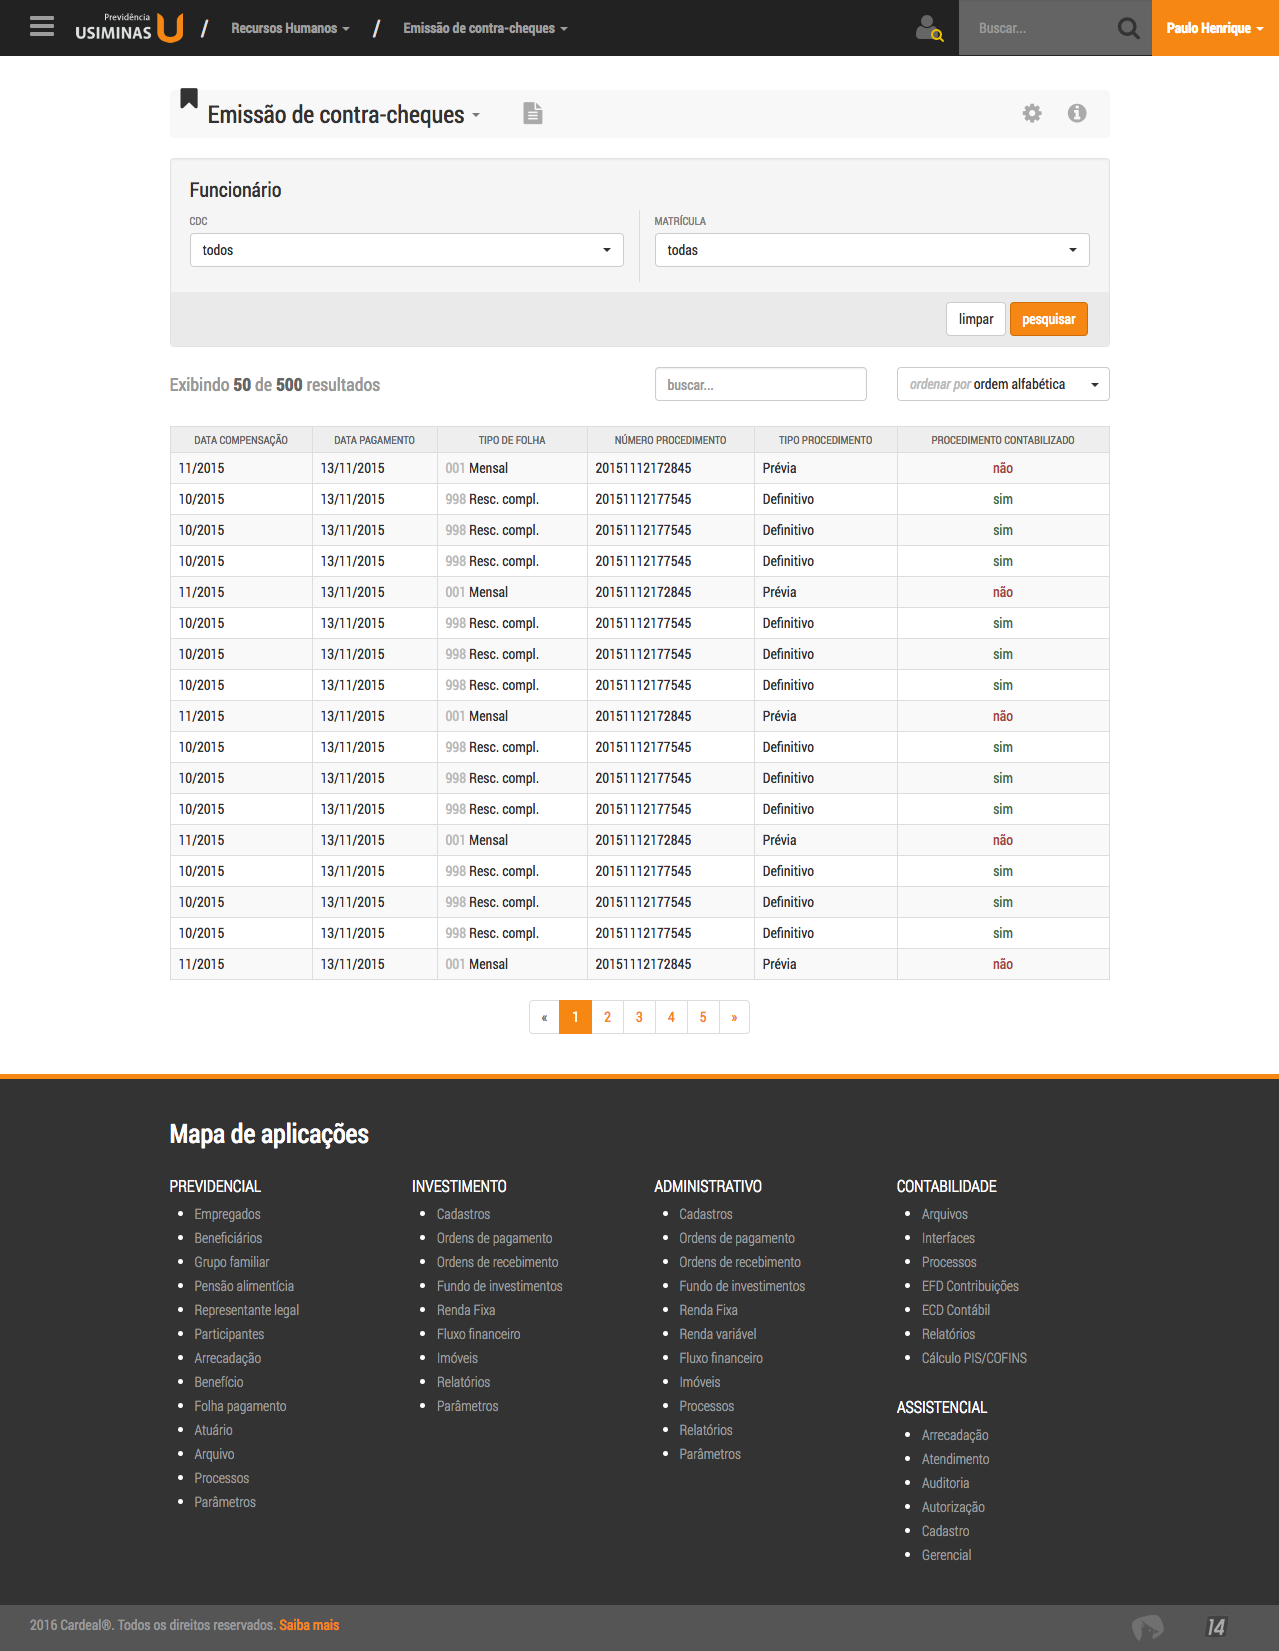 Previdência
USIMINAS / Recursos Humanos / Emissão de contra-cheques Buscar... Paulo Henrique
Emissão de contra-cheques
Funcionário
CDC MATRÍCULA
todos todas
limpar pesquisar
Exibindo 50 de 500 resultados buscar... ordenar por ordem alfabética
DATA COMPENSAÇÃO DATA PAGAMENTO TIPO DE FOLHA NÚMERO PROCEDIMENTO TIPO PROCEDIMENTO PROCEDIMENTO CONTABILIZADO
11/2015 13/11/2015 001 Mensal 20151112172845 Prévia não
10/2015 13/11/2015 998 Resc. compl. 20151112177545 Definitivo sim
10/2015 13/11/2015 998 Resc. compl. 20151112177545 Definitivo sim
10/2015 13/11/2015 998 Resc. compl. 20151112177545 Definitivo sim
11/2015 13/11/2015 001 Mensal 20151112172845 Prévia não
10/2015 13/11/2015 998 Resc. compl. 20151112177545 Definitivo sim
10/2015 13/11/2015 998 Resc. compl. 20151112177545 Definitivo sim
10/2015 13/11/2015 998 Resc. compl. 20151112177545 Definitivo sim
11/2015 13/11/2015 001 Mensal 20151112172845 Prévia não
10/2015 13/11/2015 998 Resc. compl. 20151112177545 Definitivo sim
10/2015 13/11/2015 998 Resc. compl. 20151112177545 Definitivo sim
10/2015 13/11/2015 998 Resc. compl. 20151112177545 Definitivo sim
11/2015 13/11/2015 001 Mensal 20151112172845 Prévia não
10/2015 13/11/2015 998 Resc. compl. 20151112177545 Definitivo sim
10/2015 13/11/2015 998 Resc. compl. 20151112177545 Definitivo sim
10/2015 13/11/2015 998 Resc. compl. 20151112177545 Definitivo sim
11/2015 13/11/2015 001 Mensal 20151112172845 Prévia não
« 1 2 3 4 5 »
Mapa de aplicações
PREVIDENCIAL
Empregados
Beneficiários
Grupo familiar
Pensão alimentícia
Representante legal
Participantes
Arrecadação
Benefício
Folha pagamento
Atuário
Arquivo
Processos
Parâmetros
INVESTIMENTO
Cadastros
Ordens de pagamento
Ordens de recebimento
Fundo de investimentos
Renda Fixa
Fluxo financeiro
Imóveis
Relatórios
Parâmetros
ADMINISTRATIVO
Cadastros
Ordens de pagamento
Ordens de recebimento
Fundo de investimentos
Renda Fixa
Renda variável
Fluxo financeiro
Imóveis
Processos
Relatórios
Parâmetros
CONTABILIDADE
Arquivos
Interfaces
Processos
EFD Contribuições
ECD Contábil
Relatórios
Cálculo PIS/COFINS
ASSISTENCIAL
Arrecadação
Atendimento
Auditoria
Autorização
Cadastro
Gerencial
2016 Cardeal®. Todos os direitos reservados. Saiba mais 14